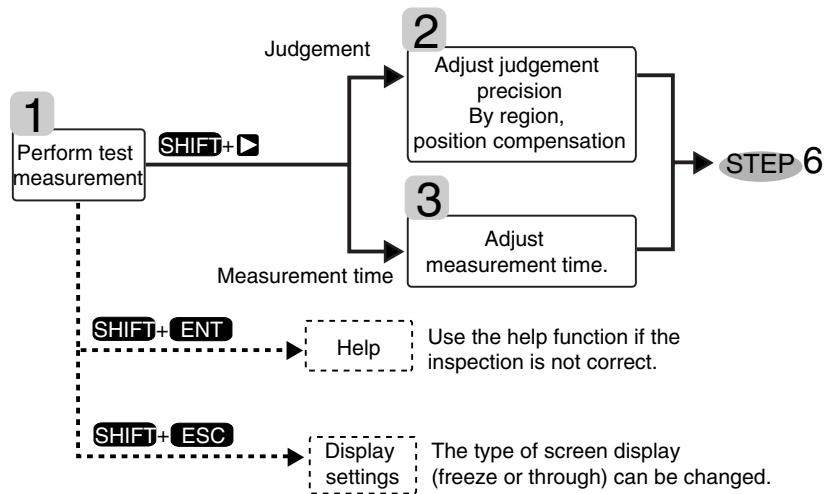 1
Perform test
measurement
SHIFT+▷
Judgement
2
Adjust judgement
precision
By region,
position compensation
Measurement time
3
Adjust
measurement time.
STEP 6
SHIFT+ENT
Help
Use the help function if the
inspection is not correct.
SHIFT+ESC
Display
settings
The type of screen display
(freeze or through) can be changed.